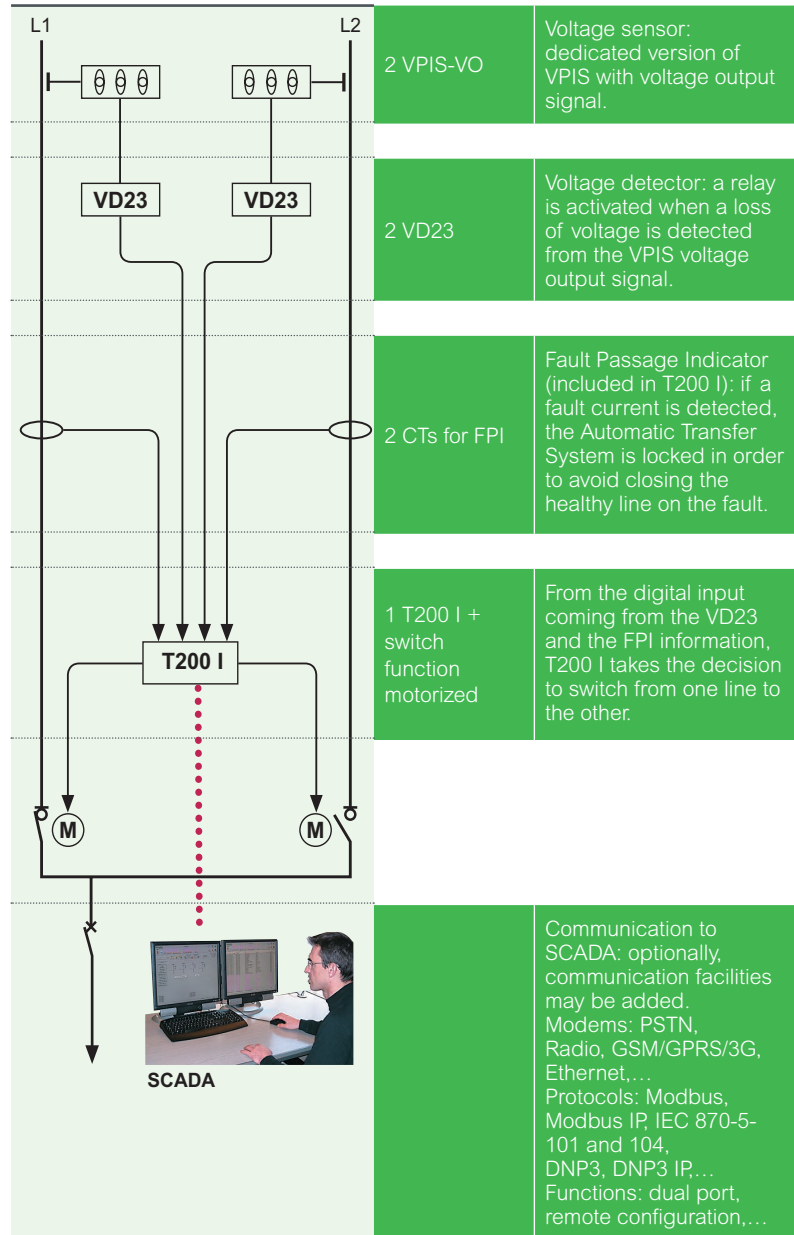 L1
L2
2 VPIS-VO
Voltage sensor:
dedicated version of
VPIS with voltage output
signal.
VD23
VD23
2 VD23
Voltage detector: a relay
is activated when a loss
of voltage is detected
from the VPIS voltage
output signal.
2 CTs for FPI
Fault Passage Indicator
(included in T200 I): if a
fault current is detected,
the Automatic Transfer
System is locked in order
to avoid closing the
healthy line on the fault.
T200 I
1 T200 I +
switch
function
motorized
From the digital input
coming from the VD23
and the FPI information,
T200 I takes the decision
to switch from one line to
the other.
M
M
SCADA
Communication to
SCADA: optionally,
communication facilities
may be added.
Modems: PSTN,
Radio, GSM/GPRS/3G,
Ethernet,…
Protocols: Modbus,
Modbus IP, IEC 870-5-
101 and 104,
DNP3, DNP3 IP,…
Functions: dual port,
remote configuration,…